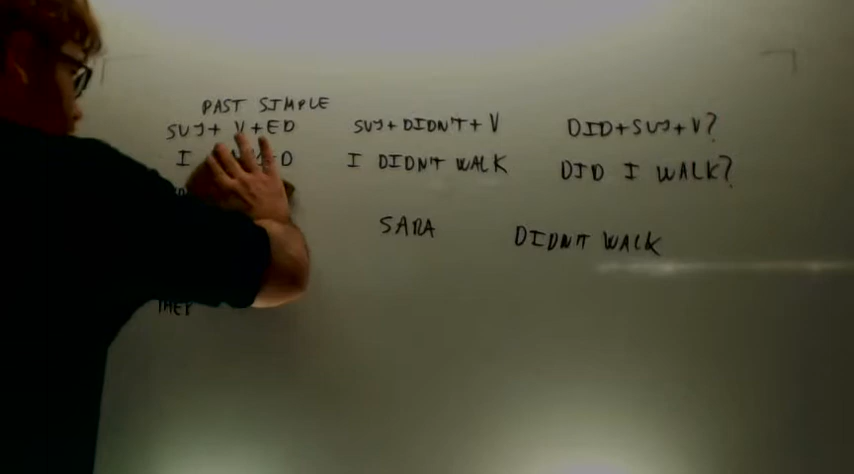 PAST SIMPLE
SUJ+ V+ED SUJ+DIDN'T+V DID+SUJ+V?
I I DIDN'T WALK DID I WALK?
SARA DIDN'T WALK
THEY